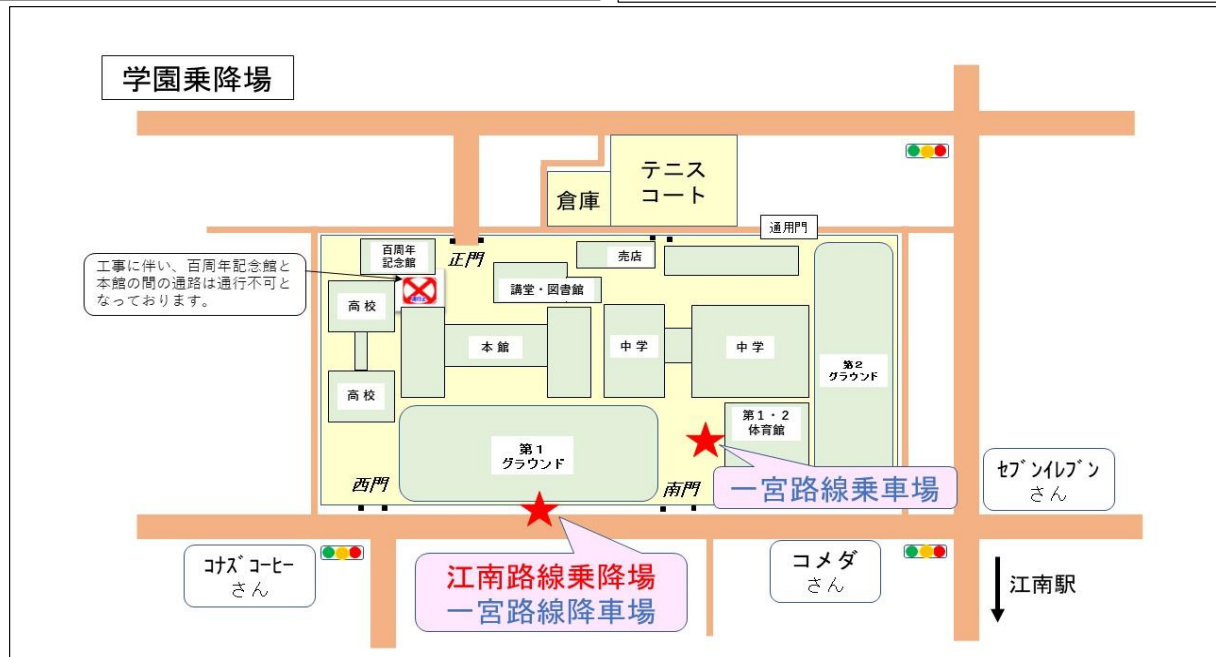 学園乗降場
テニス
コート
倉庫
通用門
百周年
記念館
正門
売店
工事に伴い、百周年記念館と
本館の間の通路は通行不可と
なっております。
講堂・図書館
高校
本館
中学
中学
第2
グラウンド
高校
第1・2
体育館
第1
グラウンド
西門
南門
一宮路線乗車場
セブンイレブン
さん
コナズコーヒー
さん
江南路線乗降場
一宮路線降車場
コメダ
さん
江南駅